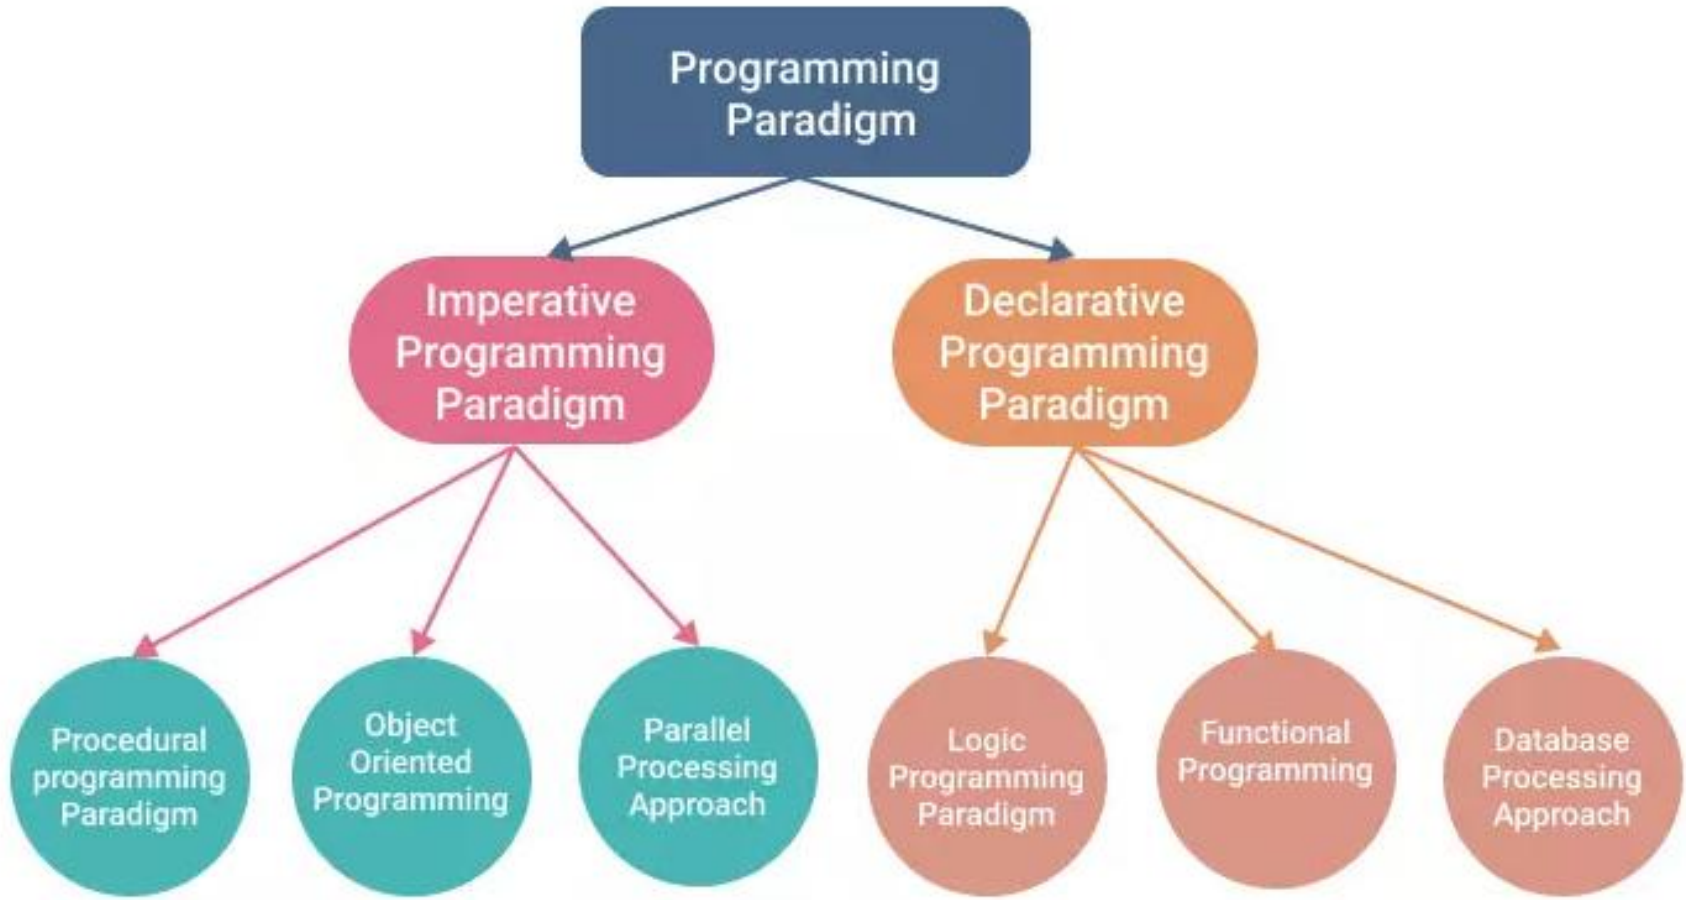 Programming
Paradigm
Imperative
Programming
Paradigm
Declarative
Programming
Paradigm
Procedural
programming
Paradigm
Object
Oriented
Programming
Parallel
Processing
Approach
Logic
Programming
Paradigm
Functional
Programming
Database
Processing
Approach